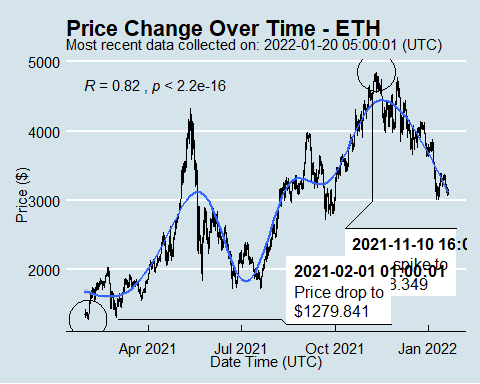 Price Change Over Time - ETH
Most recent data collected on: 2022-01-20 05:00:01 (UTC)
R = 0.82 , p < 2.2e-16
5000
4000
3000
2000
Price ($)
2021-11-10 16:0
spike to
.349
2021-02-01 01:00:01
Price drop to
$1279.841
Apr 2021
Jul 2021
Oct 2021
Jan 2022
Date Time (UTC)